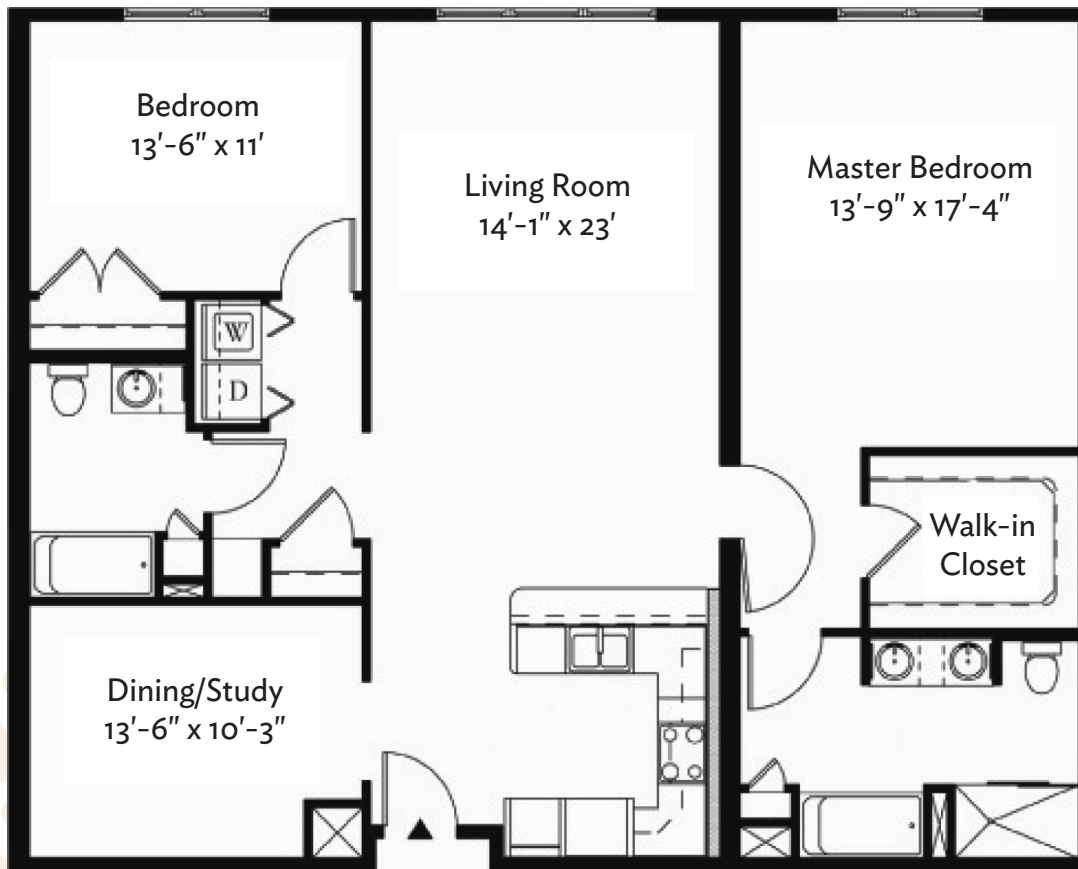 Bedroom
13'-6" x 11'
Living Room
14'-1" x 23'
Master Bedroom
13'-9" x 17'-4"
W
D
Walk-in
Closet
Dining/Study
13'-6" x 10'-3"